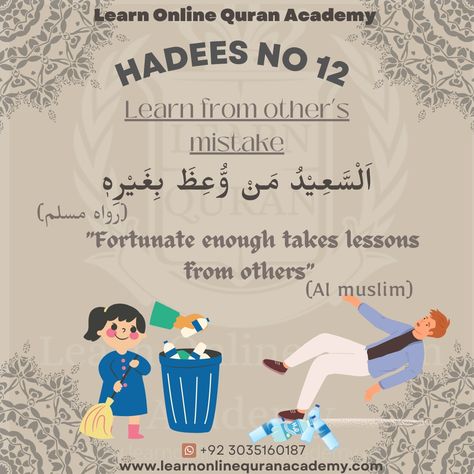 Learn Online Quran Academy
HADEES NO 12
Learn from other's
mistake
اَلسَّعِيْدُ مَنْ وُّعِظَ بِغَيْرِهٖ
(رواه مسلم)
"Fortunate enough takes lessons
from others"
(Al muslim)
+92 3035160187
www.learnonlinequranacademy.com